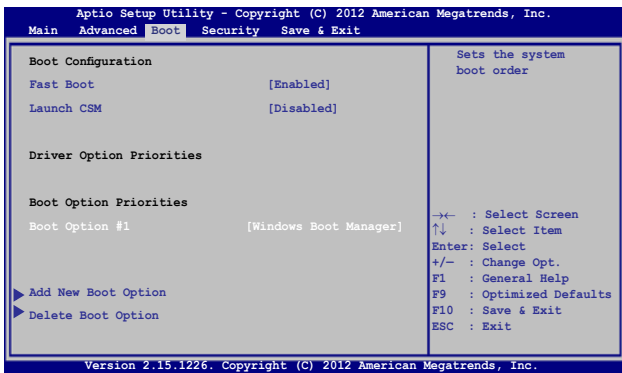 Aptio Setup Utility - Copyright (C) 2012 American Megatrends, Inc.
Main Advanced Boot Security Save & Exit
Boot Configuration
Fast Boot [Enabled]
Launch CSM [Disabled]
Driver Option Priorities
Boot Option Priorities
Boot Option #1 [Windows Boot Manager]
Add New Boot Option
Delete Boot Option
Sets the system
boot order
→← : Select Screen
↑↓ : Select Item
Enter: Select
+/— : Change Opt.
F1 : General Help
F9 : Optimized Defaults
F10 : Save & Exit
ESC : Exit
Version 2.15.1226. Copyright (C) 2012 American Megatrends, Inc.